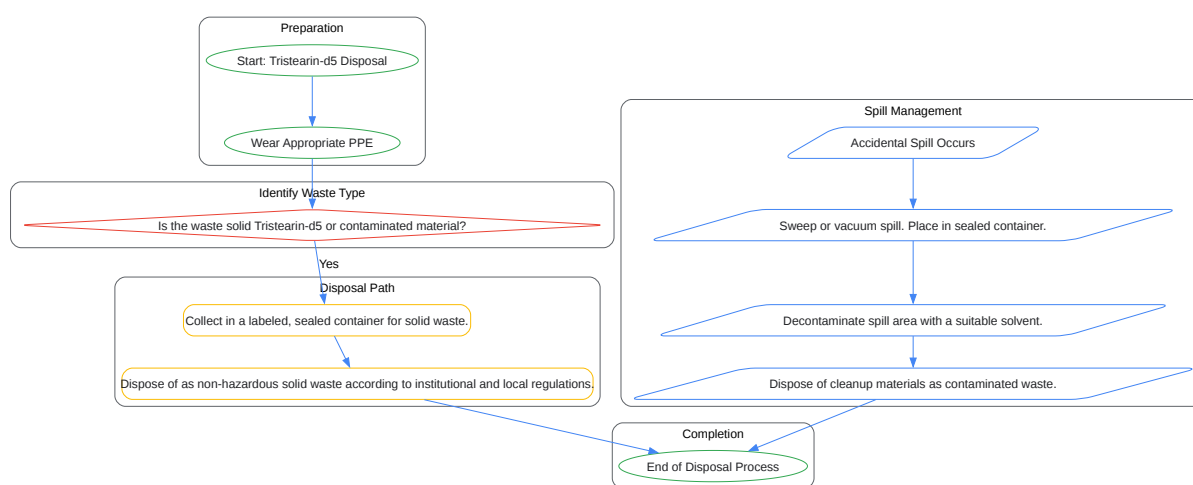 Preparation
Start: Tristearin-d5 Disposal
Wear Appropriate PPE
Identify Waste Type
Is the waste solid Tristearin-d5 or contaminated material?
Yes
Disposal Path
Collect in a labeled, sealed container for solid waste.
Dispose of as non-hazardous solid waste according to institutional and local regulations.
Spill Management
Accidental Spill Occurs
Sweep or vacuum spill. Place in sealed container.
Decontaminate spill area with a suitable solvent.
Dispose of cleanup materials as contaminated waste.
Completion
End of Disposal Process